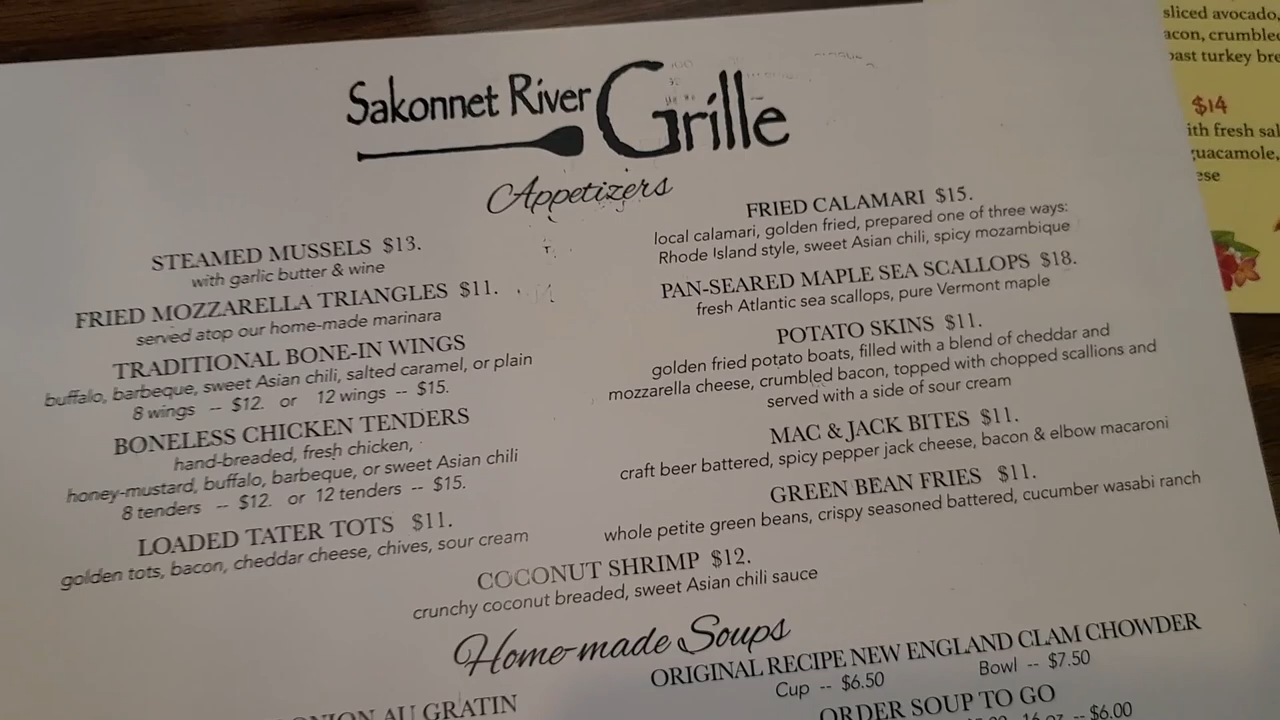 Sakonnet River Grille
Appetizers
STEAMED MUSSELS $13.
with garlic butter & wine
FRIED MOZZARELLA TRIANGLES $11.
served atop our home-made marinara
TRADITIONAL BONE-IN WINGS
buffalo, barbeque, sweet Asian chili, salted caramel, or plain
8 wings -- $12. or 12 wings -- $15.
BONELESS CHICKEN TENDERS
hand-breaded, fresh chicken,
honey-mustard, buffalo, barbeque, or sweet Asian chili
8 tenders -- $12. or 12 tenders -- $15.
LOADED TATER TOTS $11.
golden tots, bacon, cheddar cheese, chives, sour cream
FRIED CALAMARI $15.
local calamari, golden fried, prepared one of three ways:
Rhode Island style, sweet Asian chili, spicy mozambique
PAN-SEARED MAPLE SEA SCALLOPS $18.
fresh Atlantic sea scallops, pure Vermont maple
POTATO SKINS $11.
golden fried potato boats, filled with a blend of cheddar and
mozzarella cheese, crumbled bacon, topped with chopped scallions and
served with a side of sour cream
MAC & JACK BITES $11.
craft beer battered, spicy pepper jack cheese, bacon & elbow macaroni
GREEN BEAN FRIES $11.
whole petite green beans, crispy seasoned battered, cucumber wasabi ranch
COCONUT SHRIMP $12.
crunchy coconut breaded, sweet Asian chili sauce
Home-made Soups
AU GRATIN
ORIGINAL RECIPE NEW ENGLAND CLAM CHOWDER
Cup -- $6.50 Bowl -- $7.50
ORDER SOUP TO GO
16 oz. -- $6.00
sliced avocado,
acon, crumbled
oast turkey bre
$14
ith fresh sal
guacamole,
ese